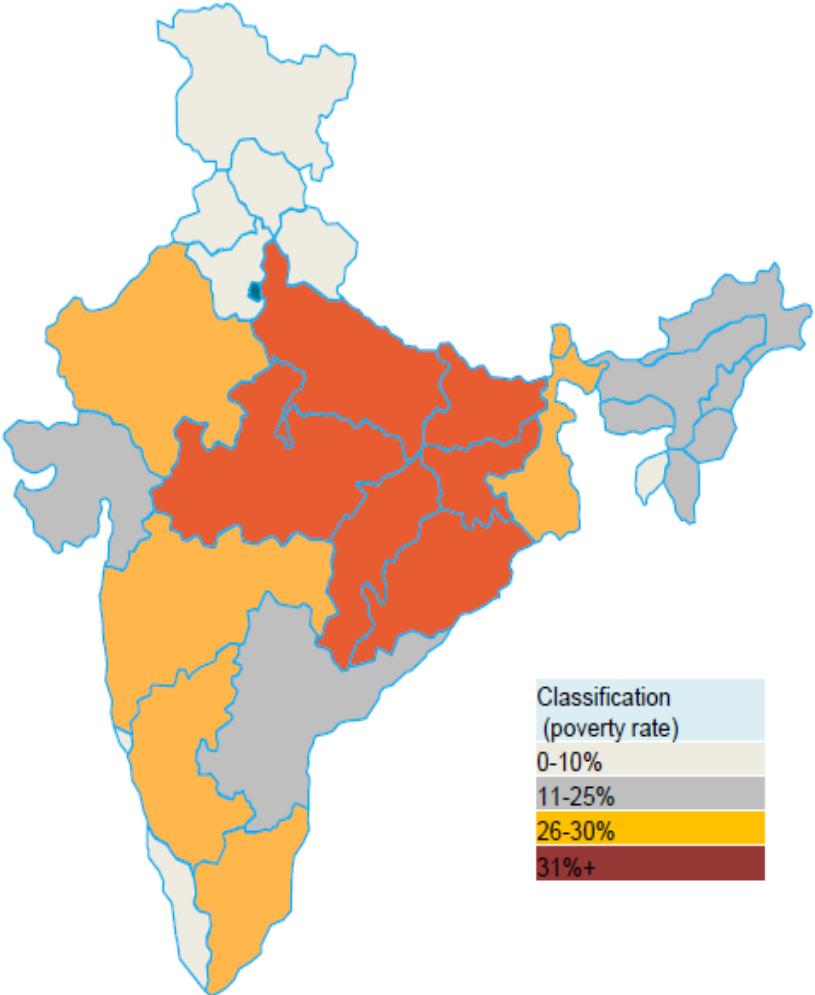 Classification
(poverty rate)
0-10%
11-25%
26-30%
31%+